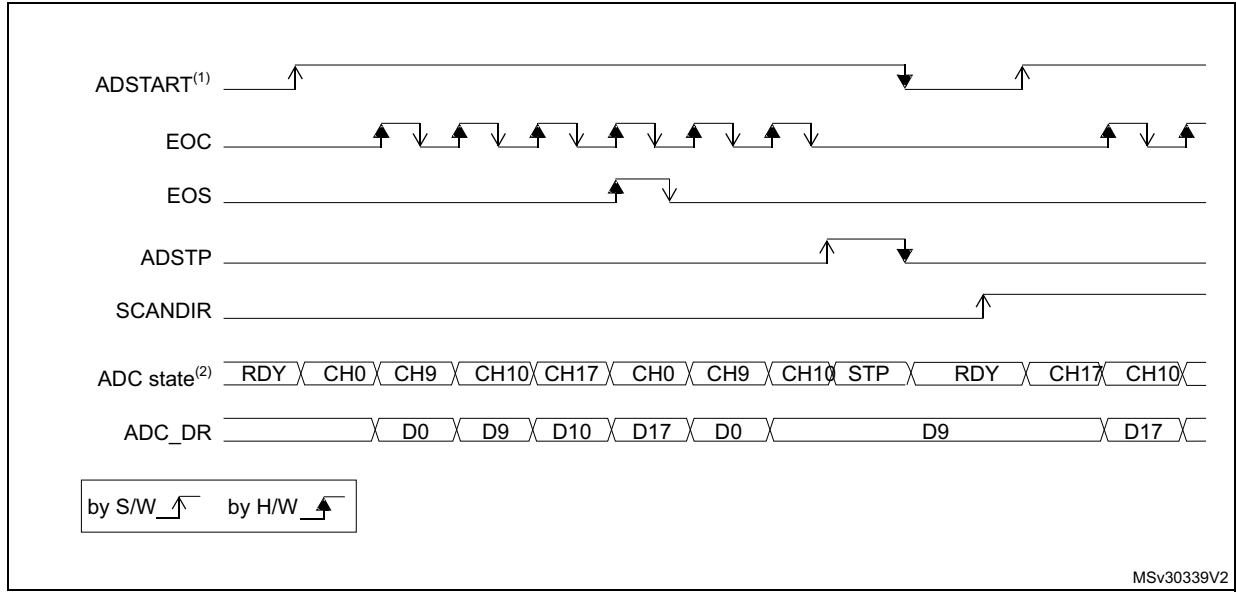 ADSTART(1)
EOC
EOS
ADSTP
SCANDIR
ADC state(2) RDY CH0 CH9 CH10 CH17 CH0 CH9 CH10 STP RDY CH17 CH10
ADC_DR D0 D9 D10 D17 D0 D9 D17
by S/W by H/W
MSv30339V2